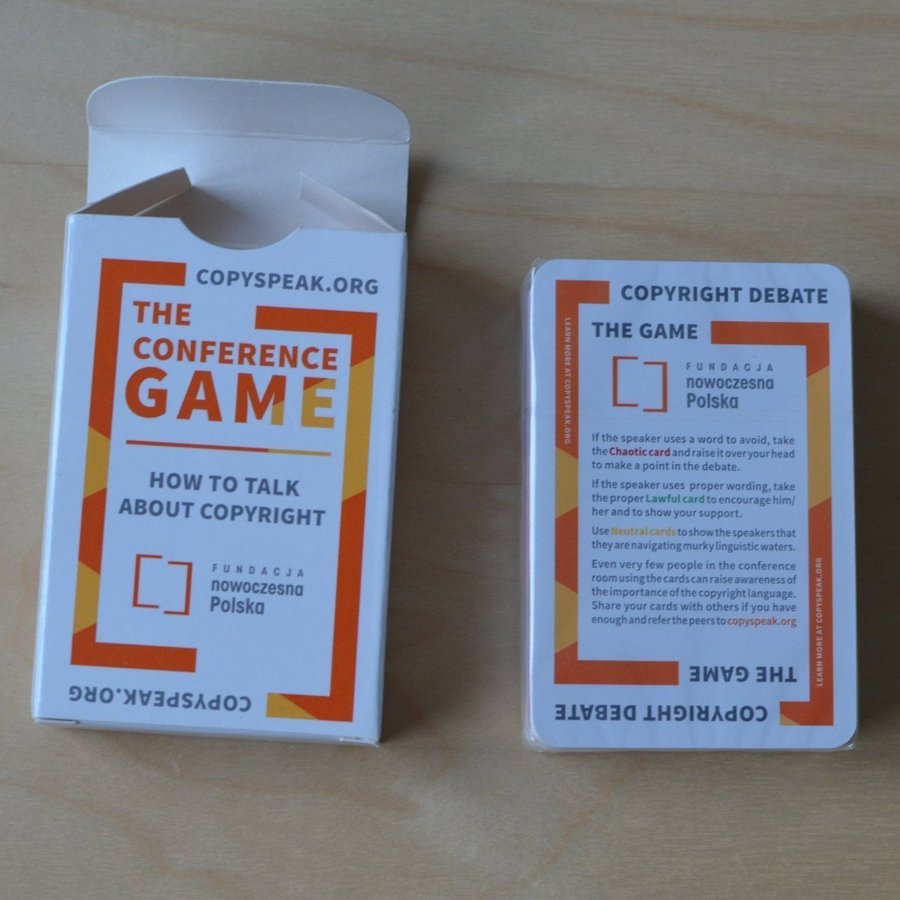 COPYSPEAK.ORG
THE
CONFERENCE
GAME
HOW TO TALK
ABOUT COPYRIGHT
FUNDACJA
nowoczesna
Polska
COPYSPEAK.ORG
COPYRIGHT DEBATE
THE GAME
LEARN MORE AT COPYSPEAK.ORG
FUNDACJA
nowoczesna
Polska
If the speaker uses a word to avoid, take
the Chaotic card and raise it over your head
to make a point in the debate.
If the speaker uses proper wording, take
the proper Lawful card to encourage him/
her and to show your support.
Use Neutral cards to show the speakers that
they are navigating murky linguistic waters.
Even very few people in the conference
room using the cards can raise awareness of
the importance of the copyright language.
Share your cards with others if you have
enough and refer the peers to copyspeak.org
LEARN MORE AT COPYSPEAK.ORG
THE GAME
COPYRIGHT DEBATE